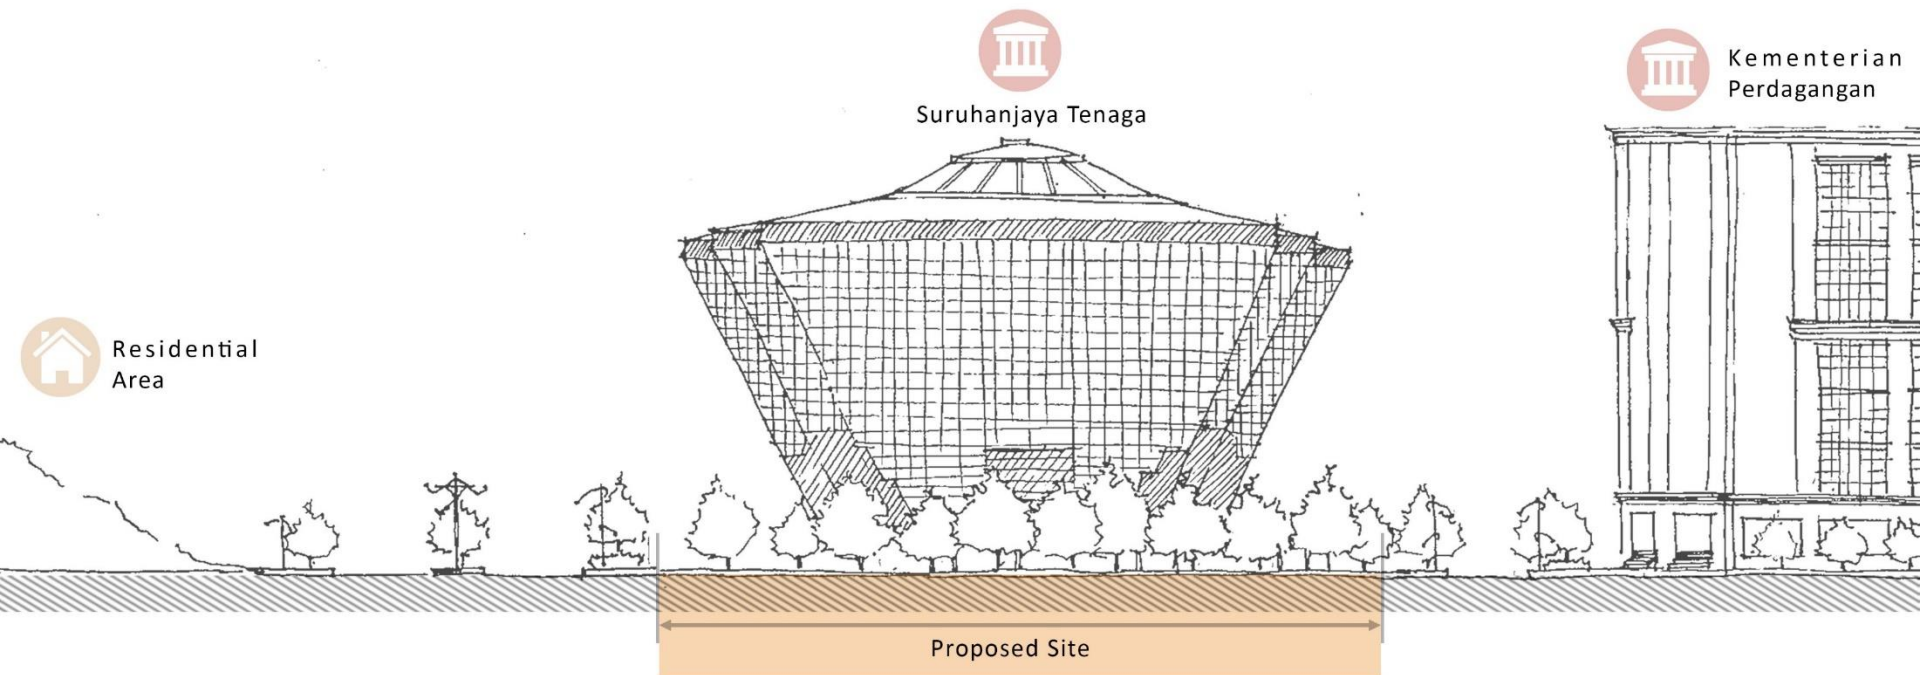 Suruhanjaya Tenaga
Kementerian
Perdagangan
Residential
Area
Proposed Site